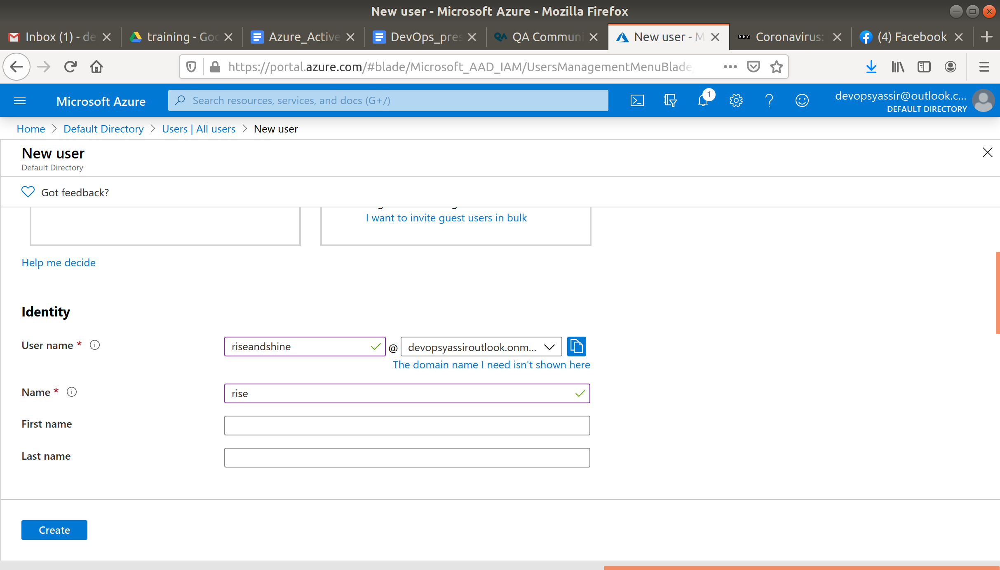 New user - Microsoft Azure - Mozilla Firefox
Inbox (1) - de
training - Goo
Azure_Active
DevOps_pres
QA Communi
New user - M
BBC Coronavirus:
(4) Facebook
https://portal.azure.com/#blade/Microsoft_AAD_IAM/UsersManagementMenuBlade
Microsoft Azure
Search resources, services, and docs (G+/)
1
devopsyassir@outlook.c...
DEFAULT DIRECTORY
Home > Default Directory > Users | All users > New user
New user
Default Directory
Got feedback?
I want to invite guest users in bulk
Help me decide
Identity
User name *
riseandshine @ devopsyassiroutlook.onm...
The domain name I need isn't shown here
Name *
rise
First name
Last name
Create